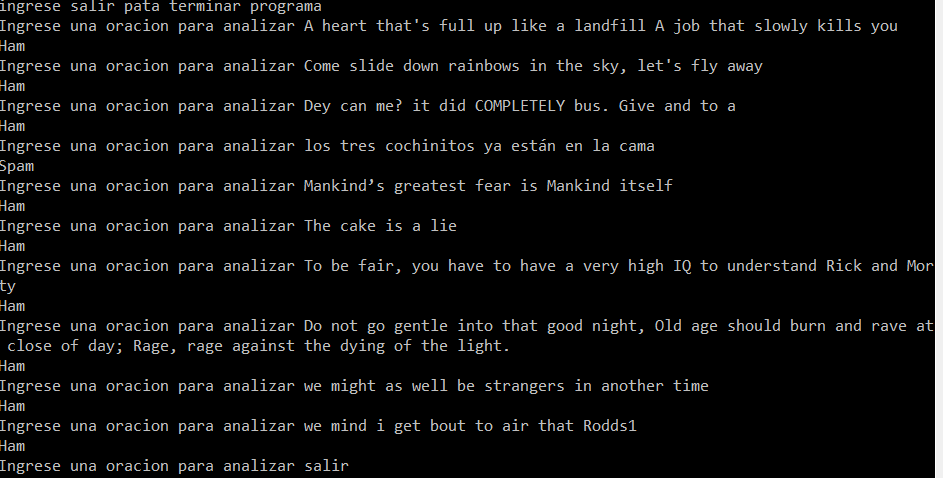 ingrese salir pata terminar programa
Ingrese una oracion para analizar A heart that's full up like a landfill A job that slowly kills you
Ham
Ingrese una oracion para analizar Come slide down rainbows in the sky, let's fly away
Ham
Ingrese una oracion para analizar Dey can me? it did COMPLETELY bus. Give and to a
Ham
Ingrese una oracion para analizar los tres cochinitos ya están en la cama
Spam
Ingrese una oracion para analizar Mankind’s greatest fear is Mankind itself
Ham
Ingrese una oracion para analizar The cake is a lie
Ham
Ingrese una oracion para analizar To be fair, you have to have a very high IQ to understand Rick and Mor
ty
Ham
Ingrese una oracion para analizar Do not go gentle into that good night, Old age should burn and rave at
close of day; Rage, rage against the dying of the light.
Ham
Ingrese una oracion para analizar we might as well be strangers in another time
Ham
Ingrese una oracion para analizar we mind i get bout to air that Rodds1
Ham
Ingrese una oracion para analizar salir